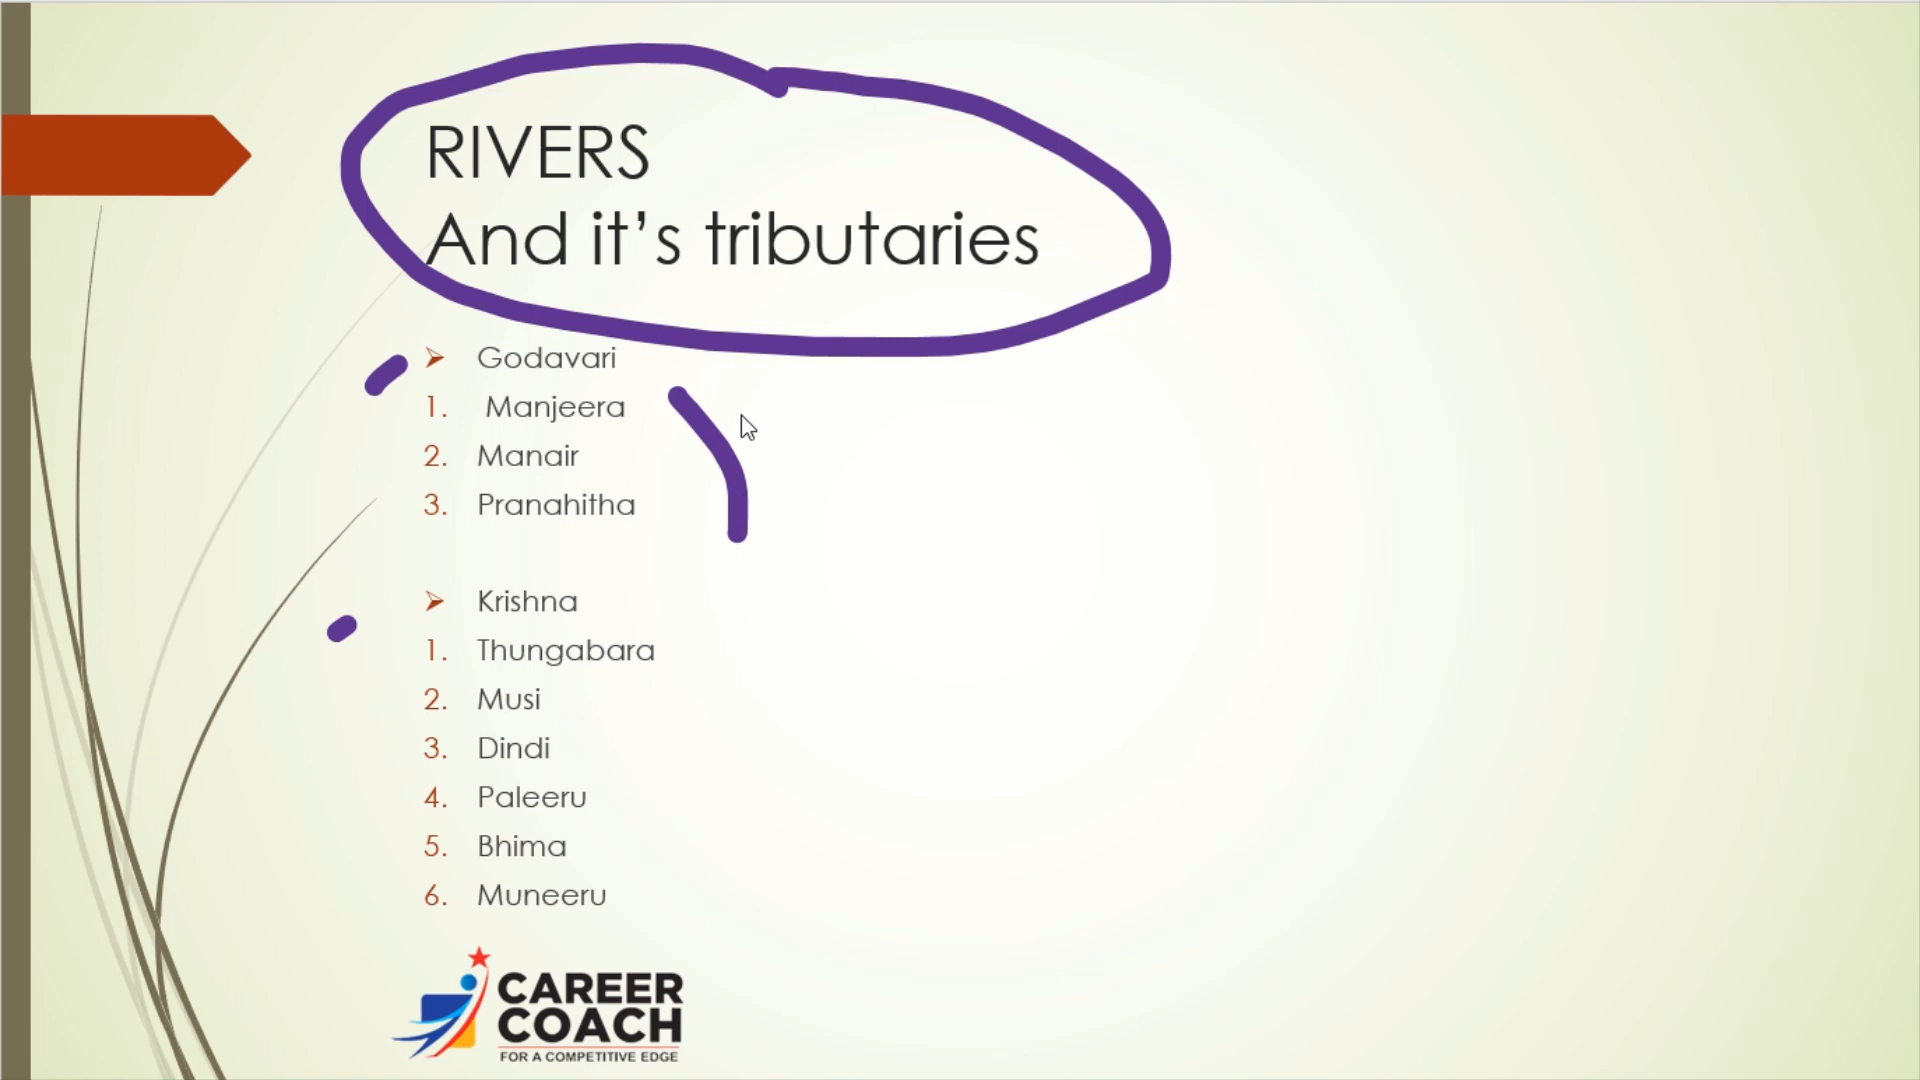 RIVERS
And it’s tributaries
➤ Godavari
1. Manjeera
2. Manair
3. Pranahitha
➤ Krishna
1. Thungabara
2. Musi
3. Dindi
4. Paleeru
5. Bhima
6. Muneeru
CAREER
COACH
FOR A COMPETITIVE EDGE